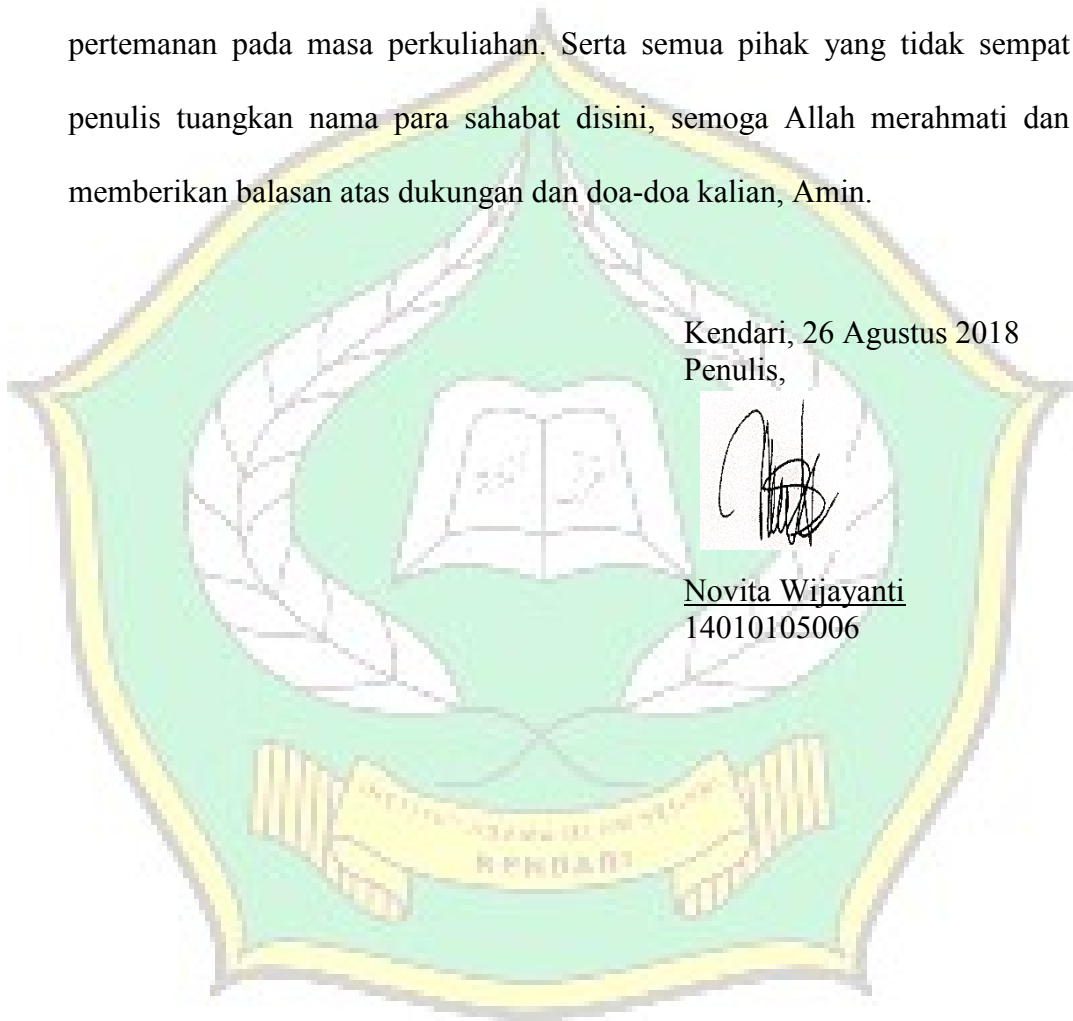 pertemanan pada masa perkuliahan. Serta semua pihak yang tidak sempat
penulis tuangkan nama para sahabat disini, semoga Allah merahmati dan
memberikan balasan atas dukungan dan doa-doa kalian, Amin.
Kendari, 26 Agustus 2018
Penulis,
Novita Wijayanti
14010105006
KENDARI